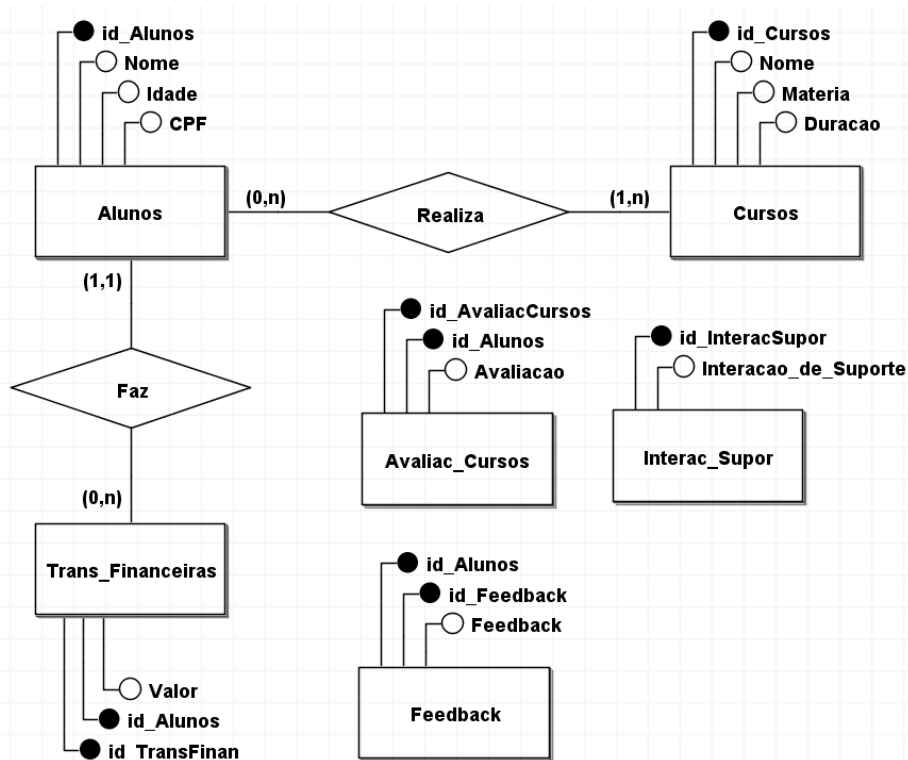 id_Alunos
Nome
Idade
CPF
Alunos
(0,n)
Realiza
(1,n)
id_Cursos
Nome
Materia
Duracao
Cursos
(1,1)
Faz
(0,n)
Trans_Financeiras
Valor
id_Alunos
id_TransFinan
id_AvaliacCursos
id_Alunos
Avaliacao
Avaliac_Cursos
id_InteracSupor
Interacao_de_Suporte
Interac_Supor
id_Alunos
id_Feedback
Feedback
Feedback